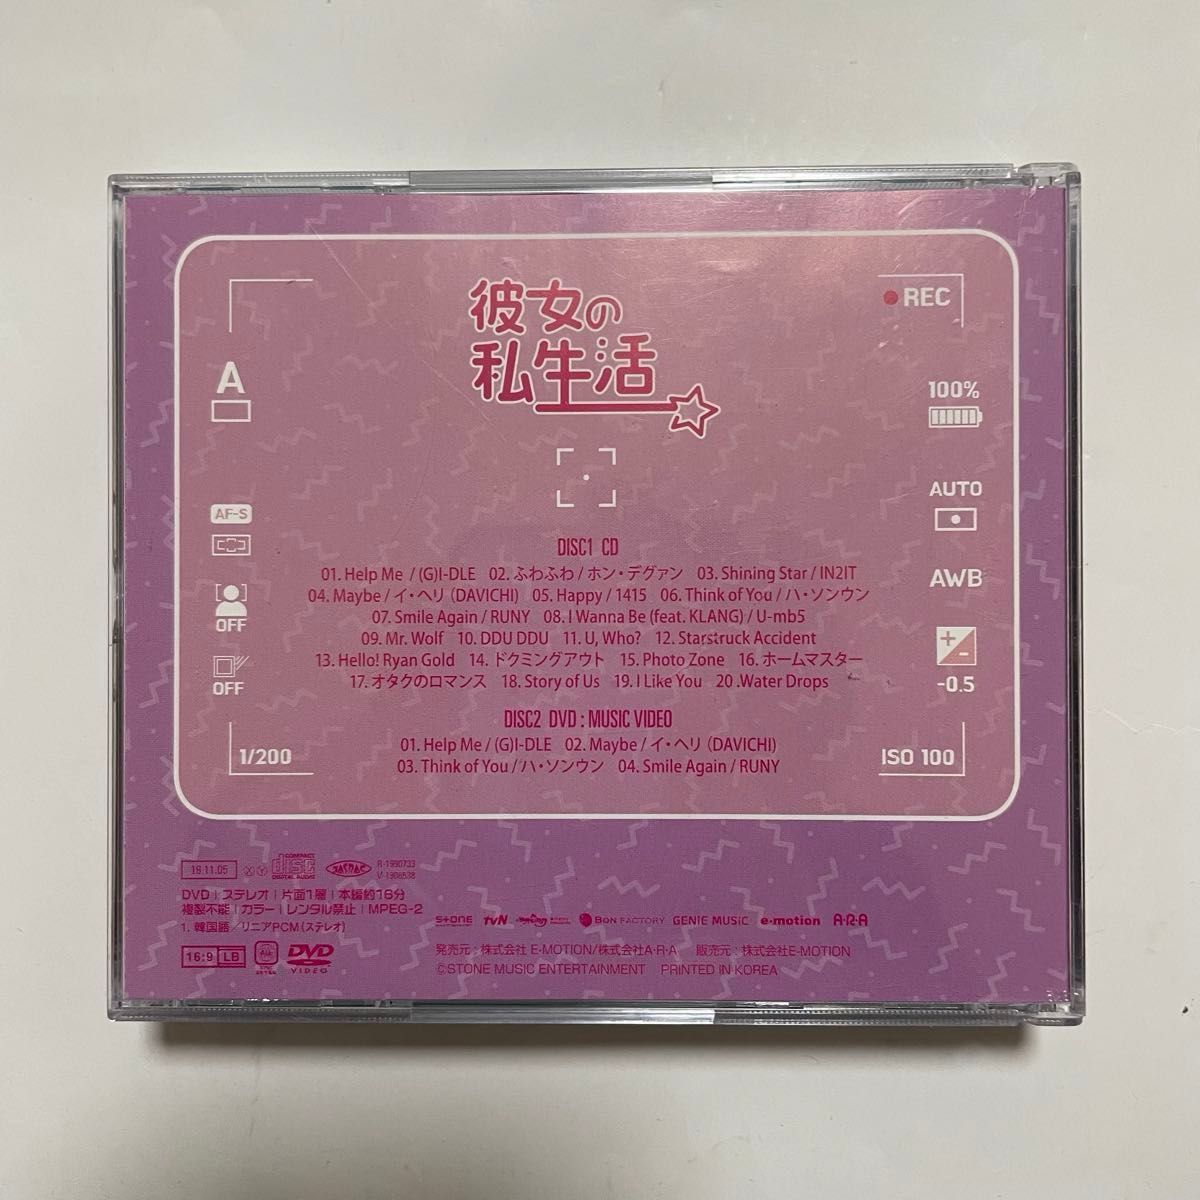 彼女の
私生活
REC
A
100%
AF-S
AUTO
OFF
AWB
OFF
-0.5
1/200
ISO 100
DISC1 CD
01. Help Me / (G)I-DLE 02. ふわふわ / ホン・デグァン 03. Shining Star / IN2IT
04. Maybe / イ・ヘリ (DAVICHI) 05. Happy / 1415 06. Think of You / ハ・ソンウン
07. Smile Again / RUNY 08. I Wanna Be (feat. KLANG) / U-mb5
09. Mr. Wolf 10. DDU DDU 11. U, Who? 12. Starstruck Accident
13. Hello! Ryan Gold 14. ドクミングアウト 15. Photo Zone 16. ホームマスター
17. オタクのロマンス 18. Story of Us 19. I Like You 20 .Water Drops
DISC2 DVD : MUSIC VIDEO
01. Help Me / (G)I-DLE 02. Maybe / イ・ヘリ (DAVICHI)
03. Think of You / ハ・ソンウン 04. Smile Again / RUNY
19.11.05 X Y COMPACT disc DIGITAL AUDIO JASRAC R-1990733
V-1906538
DVD | ステレオ | 片面1層 | 本編約16分
複製不能 | カラー | レンタル禁止 | MPEG-2
1. 韓国語/リニアPCM (ステレオ)
16:9 LB DVD VIDEO
STONE tvN BON FACTORY GENIE MUSIC e·motion A·R·A
発売元 : 株式会社 E-MOTION/株式会社A·R·A 販売元 : 株式会社E-MOTION
©STONE MUSIC ENTERTAINMENT PRINTED IN KOREA